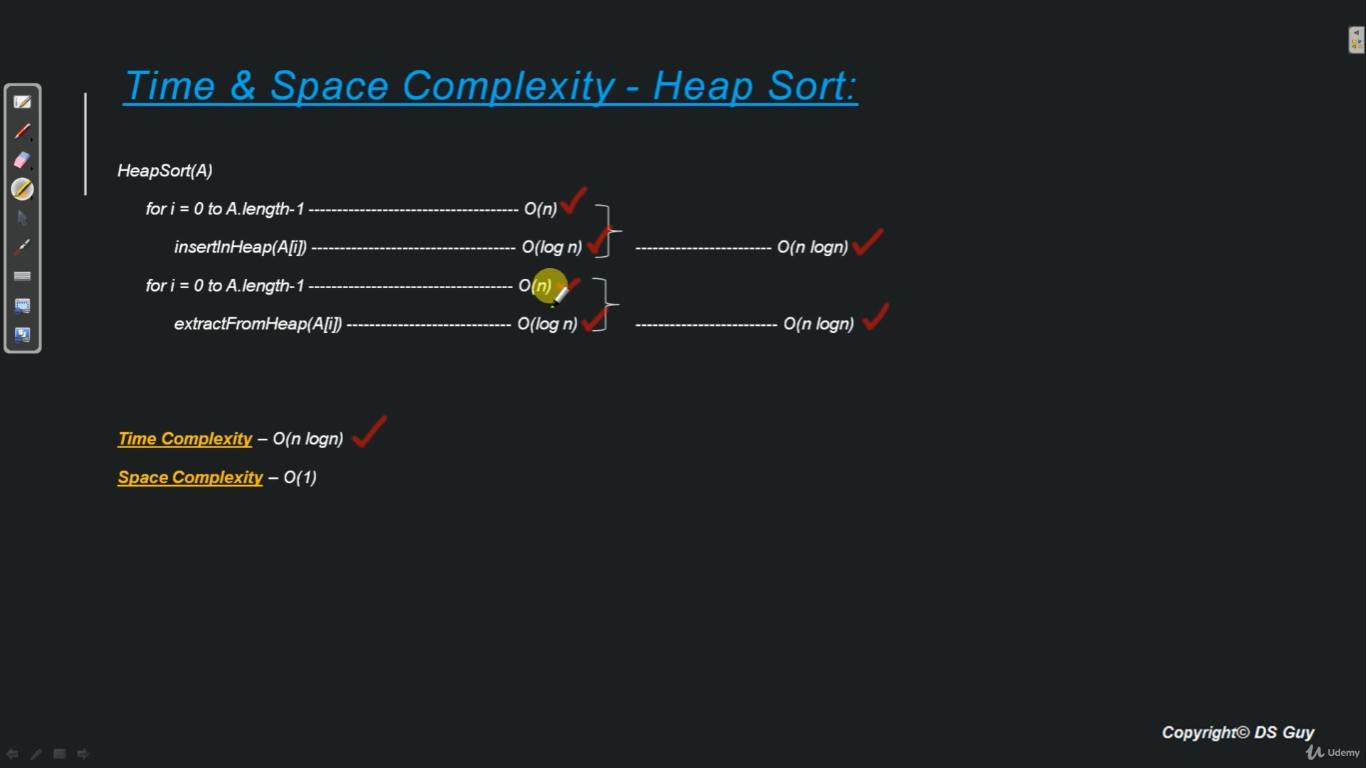 Time & Space Complexity - Heap Sort:
HeapSort(A)
for i = 0 to A.length-1 ------------------------------------- O(n)
insertInHeap(A[i]) ------------------------------------ O(log n) ------------------------ O(n logn)
for i = 0 to A.length-1 ------------------------------------ O(n)
extractFromHeap(A[i]) ----------------------------- O(log n) ------------------------- O(n logn)
Time Complexity – O(n logn)
Space Complexity – O(1)
Copyright© DS Guy
Udemy